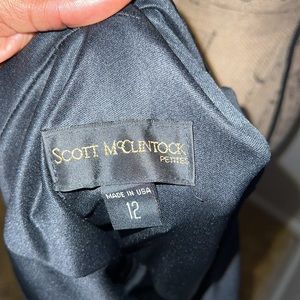 SCOTT McCLINTOCK
PETITES
MADE IN USA
12